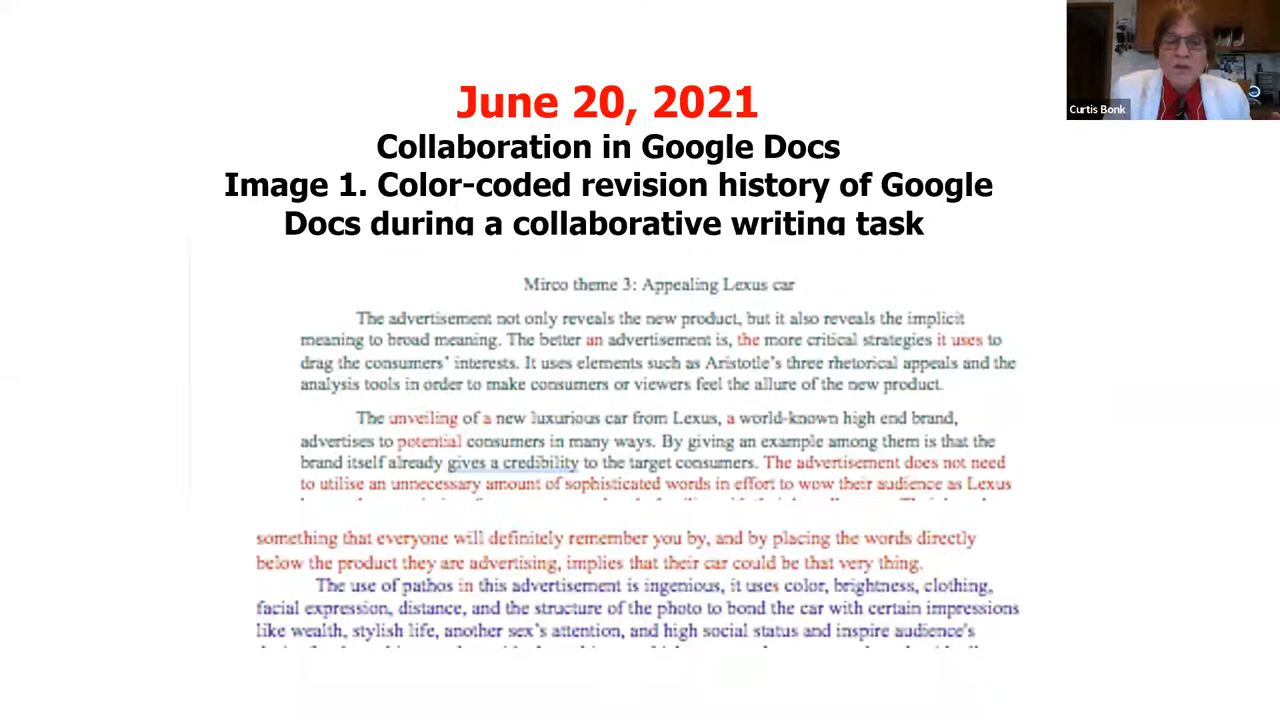 Curtis Bonk
June 20, 2021
Collaboration in Google Docs
Image 1. Color-coded revision history of Google
Docs during a collaborative writing task
Mirco theme 3: Appealing Lexus car
The advertisement not only reveals the new product, but it also reveals the implicit
meaning to broad meaning. The better an advertisement is, the more critical strategies it uses to
drag the consumers’ interests. It uses elements such as Aristotle’s three rhetorical appeals and the
analysis tools in order to make consumers or viewers feel the allure of the new product.
The unveiling of a new luxurious car from Lexus, a world-known high end brand,
advertises to potential consumers in many ways. By giving an example among them is that the
brand itself already gives a credibility to the target consumers. The advertisement does not need
to utilise an unnecessary amount of sophisticated words in effort to wow their audience as Lexus
something that everyone will definitely remember you by, and by placing the words directly
below the product they are advertising, implies that their car could be that very thing.
The use of pathos in this advertisement is ingenious, it uses color, brightness, clothing,
facial expression, distance, and the structure of the photo to bond the car with certain impressions
like wealth, stylish life, another sex’s attention, and high social status and inspire audience's